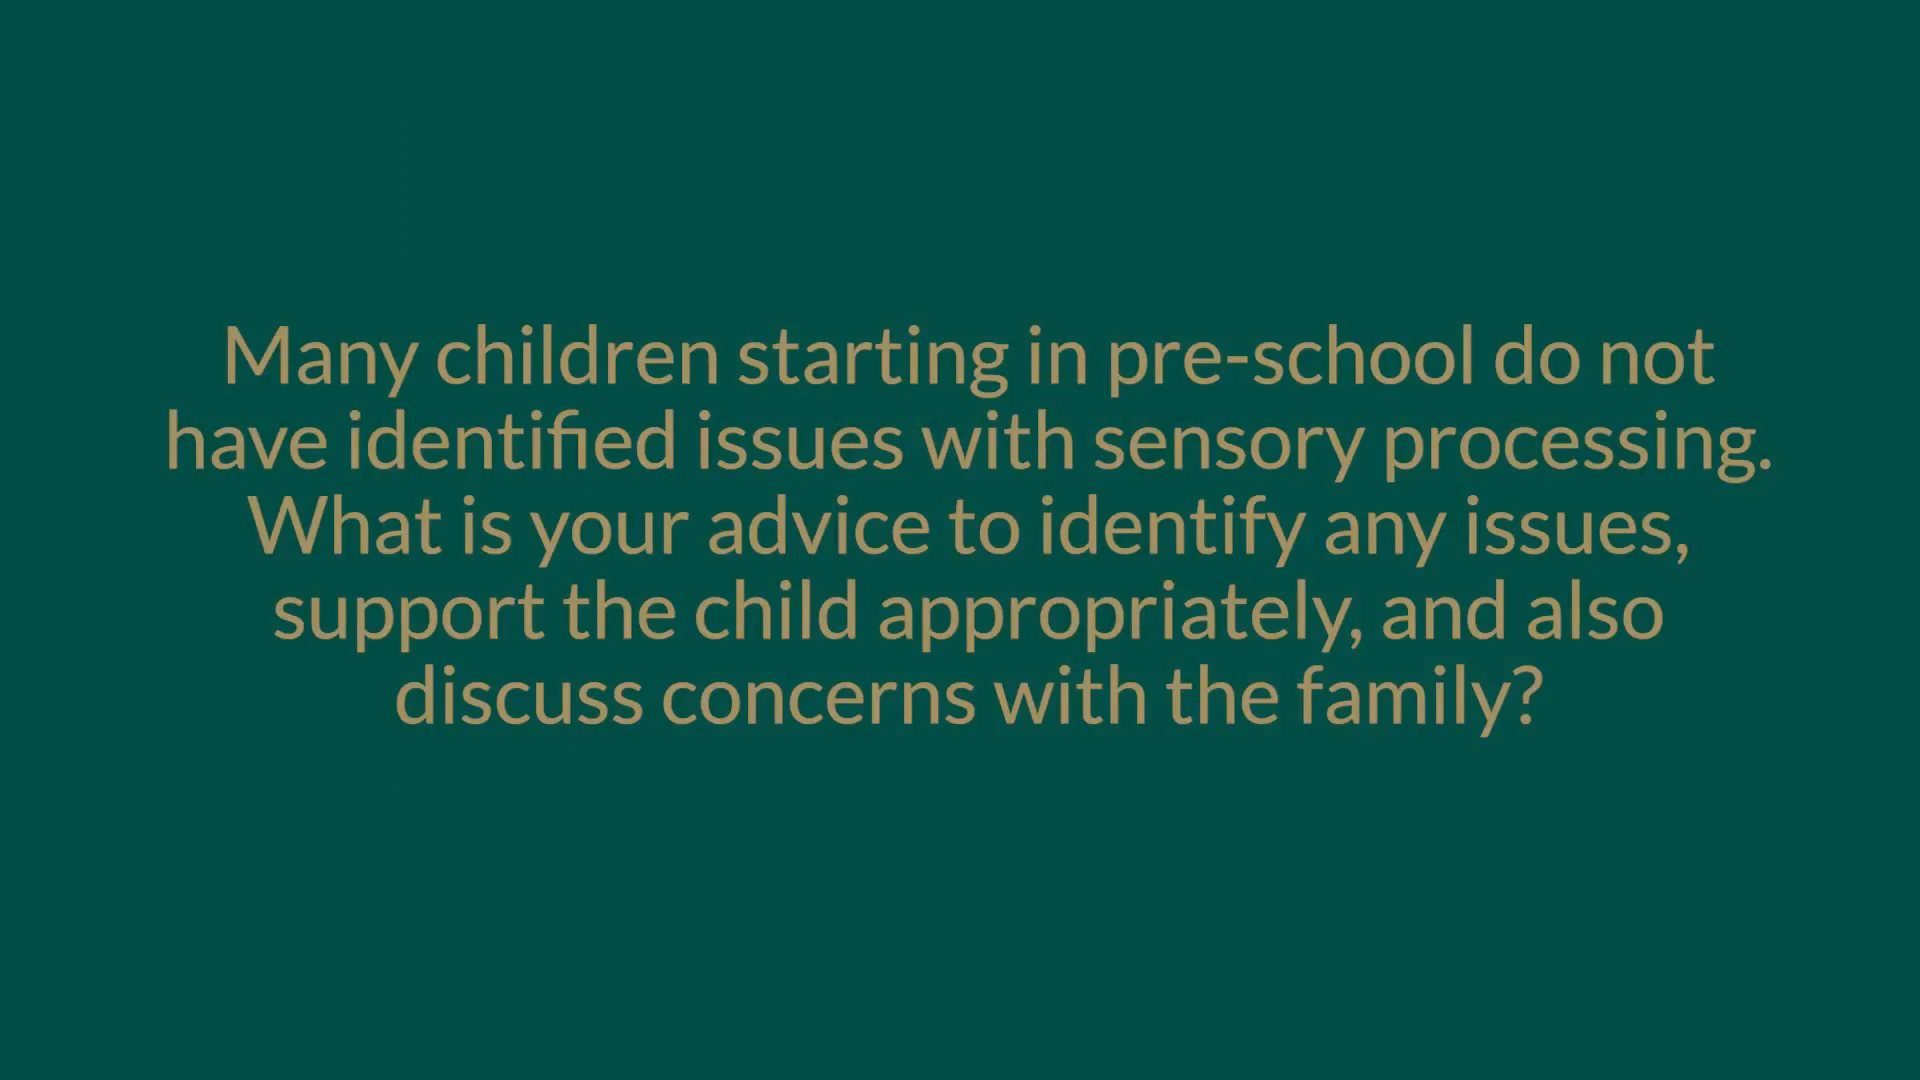 Many children starting in pre-school do not
have identified issues with sensory processing.
What is your advice to identify any issues,
support the child appropriately, and also
discuss concerns with the family?